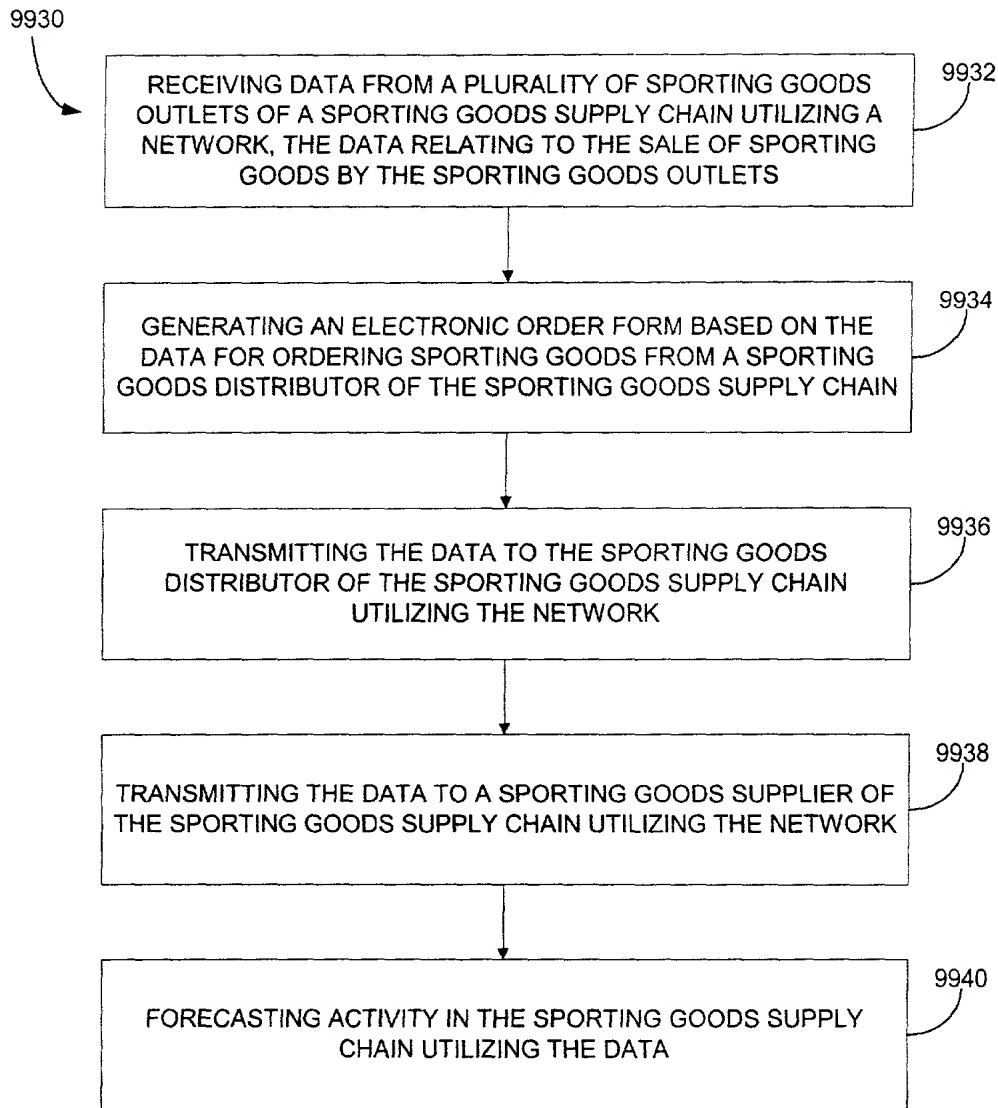 9930
RECEIVING DATA FROM A PLURALITY OF SPORTING GOODS
OUTLETS OF A SPORTING GOODS SUPPLY CHAIN UTILIZING A
NETWORK, THE DATA RELATING TO THE SALE OF SPORTING
GOODS BY THE SPORTING GOODS OUTLETS
9932
GENERATING AN ELECTRONIC ORDER FORM BASED ON THE
DATA FOR ORDERING SPORTING GOODS FROM A SPORTING
GOODS DISTRIBUTOR OF THE SPORTING GOODS SUPPLY CHAIN
9934
TRANSMITTING THE DATA TO THE SPORTING GOODS
DISTRIBUTOR OF THE SPORTING GOODS SUPPLY CHAIN
UTILIZING THE NETWORK
9936
TRANSMITTING THE DATA TO A SPORTING GOODS SUPPLIER OF
THE SPORTING GOODS SUPPLY CHAIN UTILIZING THE NETWORK
9938
FORECASTING ACTIVITY IN THE SPORTING GOODS SUPPLY
CHAIN UTILIZING THE DATA
9940